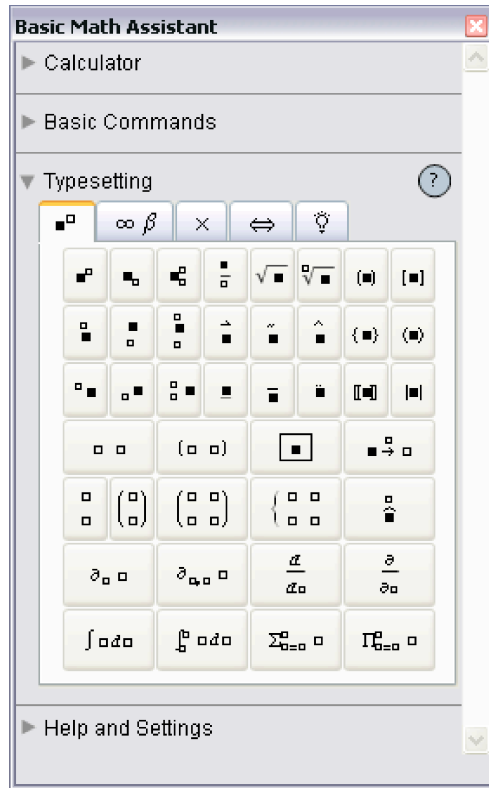 Basic Math Assistant
Calculator
Basic Commands
Typesetting ?
■▫ ∞ β × ⇔
■▫ ■▫ ■▫▫ ■/▫ √■ ▫√■ (■) [■]
{■} ⟨■⟩
⟦■⟧ |■|
▫ ▫ (▫ ▫) ■ ■ →▫ ▫
∂▫ ▫ ∂▫,▫ ▫ ⅆ/ⅆ▫ ∂/∂▫
∫▫ⅆ▫ ∫▫▫ ▫ⅆ▫ Σ▫▫=▫ ▫ Π▫▫=▫ ▫
Help and Settings